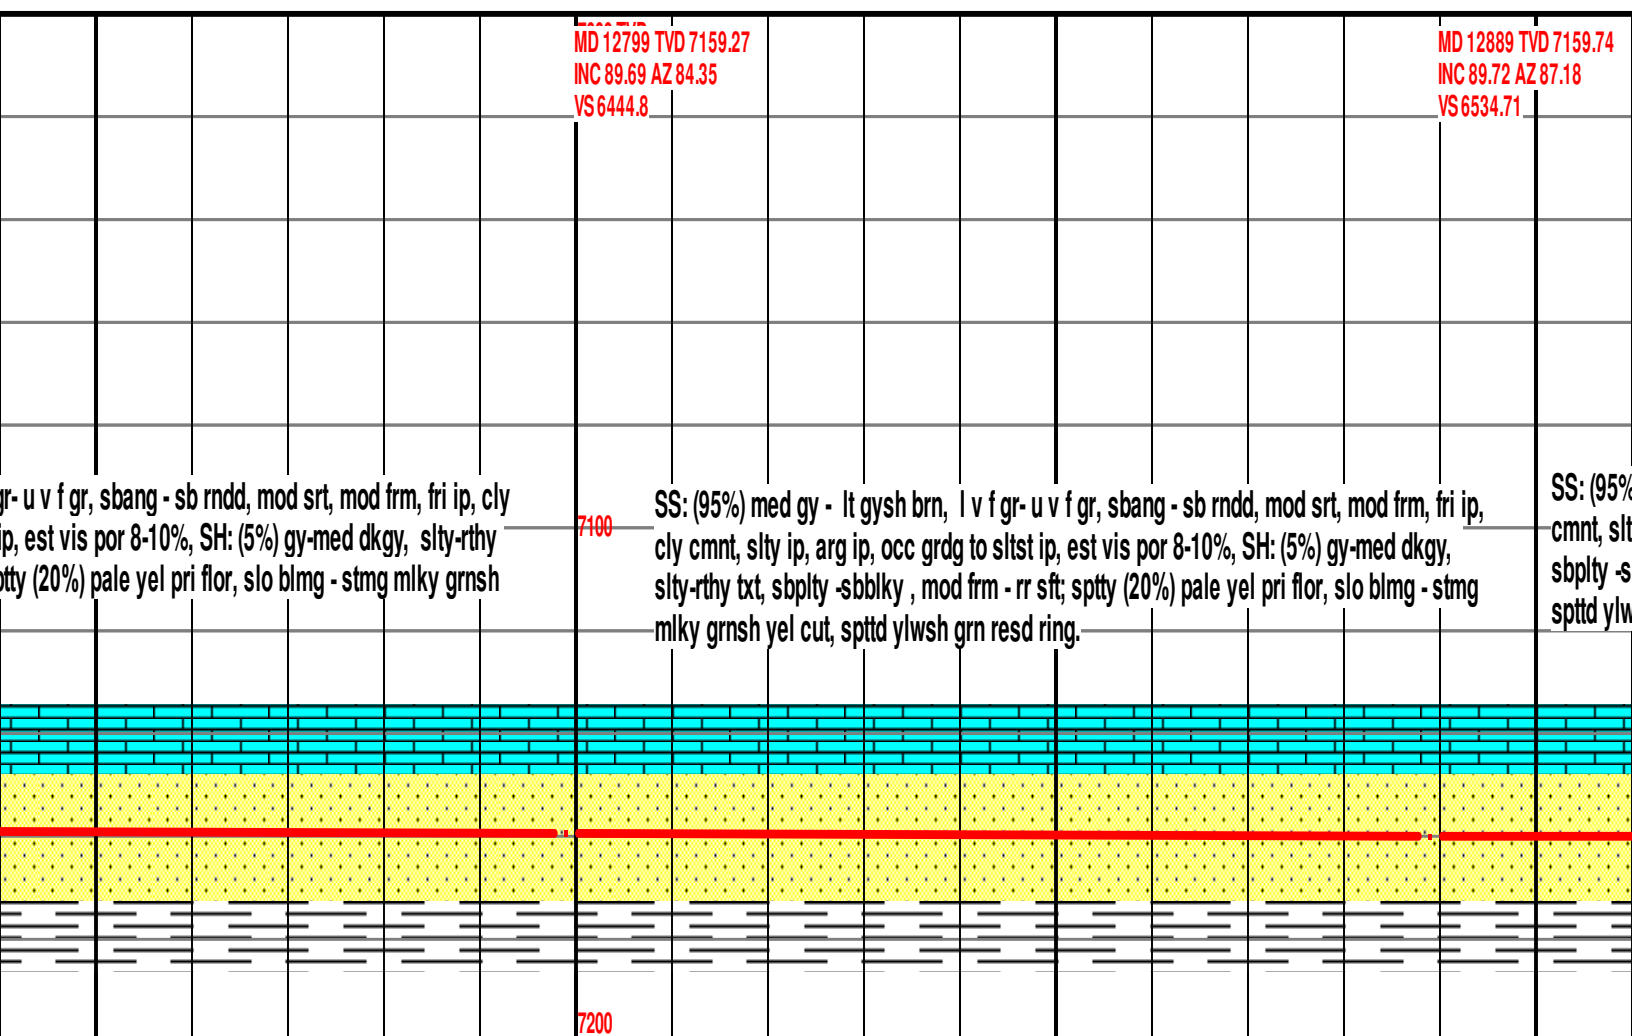 MD 12799 TVD 7159.27
INC 89.69 AZ 84.35
VS 6444.8
MD 12889 TVD 7159.74
INC 89.72 AZ 87.18
VS 6534.71
gr- u v f gr, sbang - sb rndd, mod srt, mod frm, fri ip, cly
ip, est vis por 8-10%, SH: (5%) gy-med dkgy, slty-rthy
(20%) pale yel pri flor, slo blmg - stmg mlky grnsh
7100
SS: (95%) med gy - lt gysh brn, l v f gr- u v f gr, sbang - sb rndd, mod srt, mod frm, fri ip,
cly cmnt, slty ip, arg ip, occ grdg to sltst ip, est vis por 8-10%, SH: (5%) gy-med dkgy,
slty-rthy txt, sbplty -sbblky , mod frm - rr sft; sptty (20%) pale yel pri flor, slo blmg - stmg
mlky grnsh yel cut, spttd ylwsh grn resd ring.
SS: (95%
cmnt, slt
sbplty -s
spttd ylw
7200